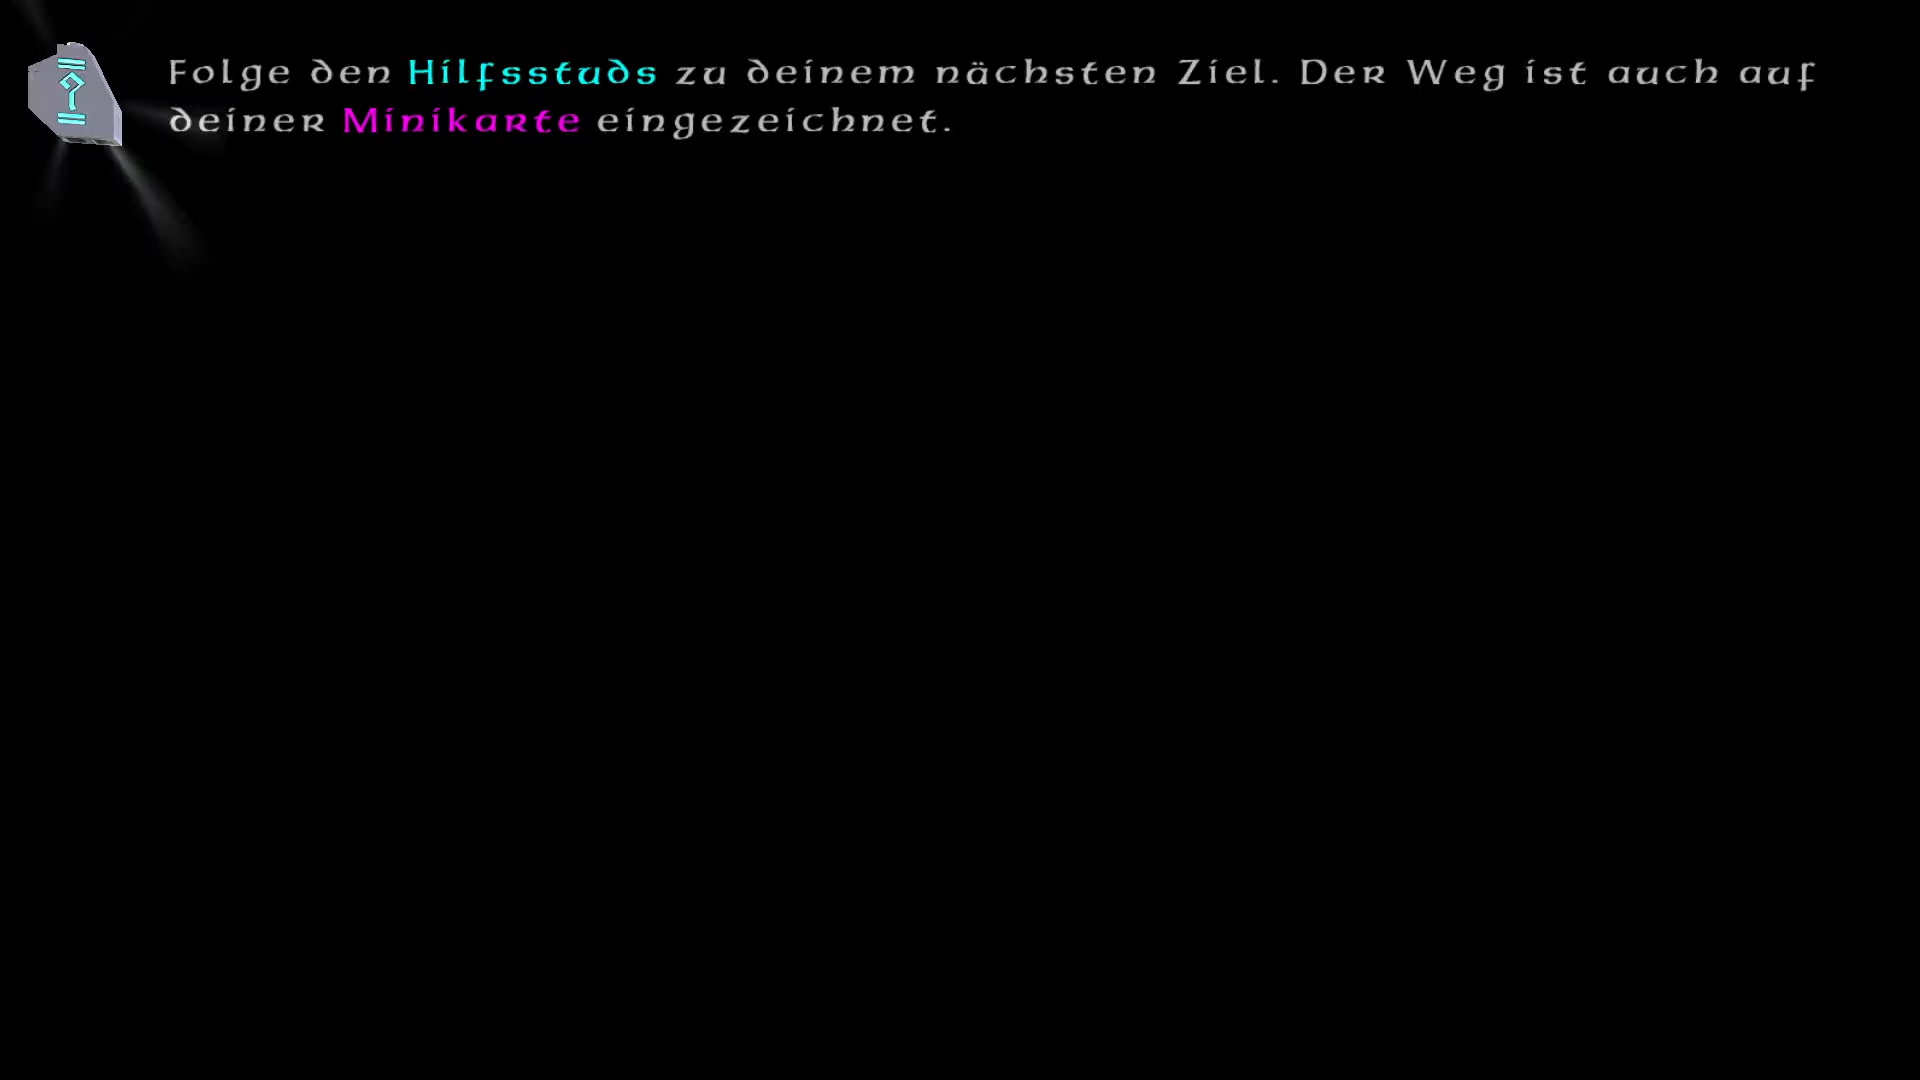 Folge den Hilfsstuds zu deinem nächsten Ziel. Der Weg ist auch auf
deiner Minikarte eingezeichnet.